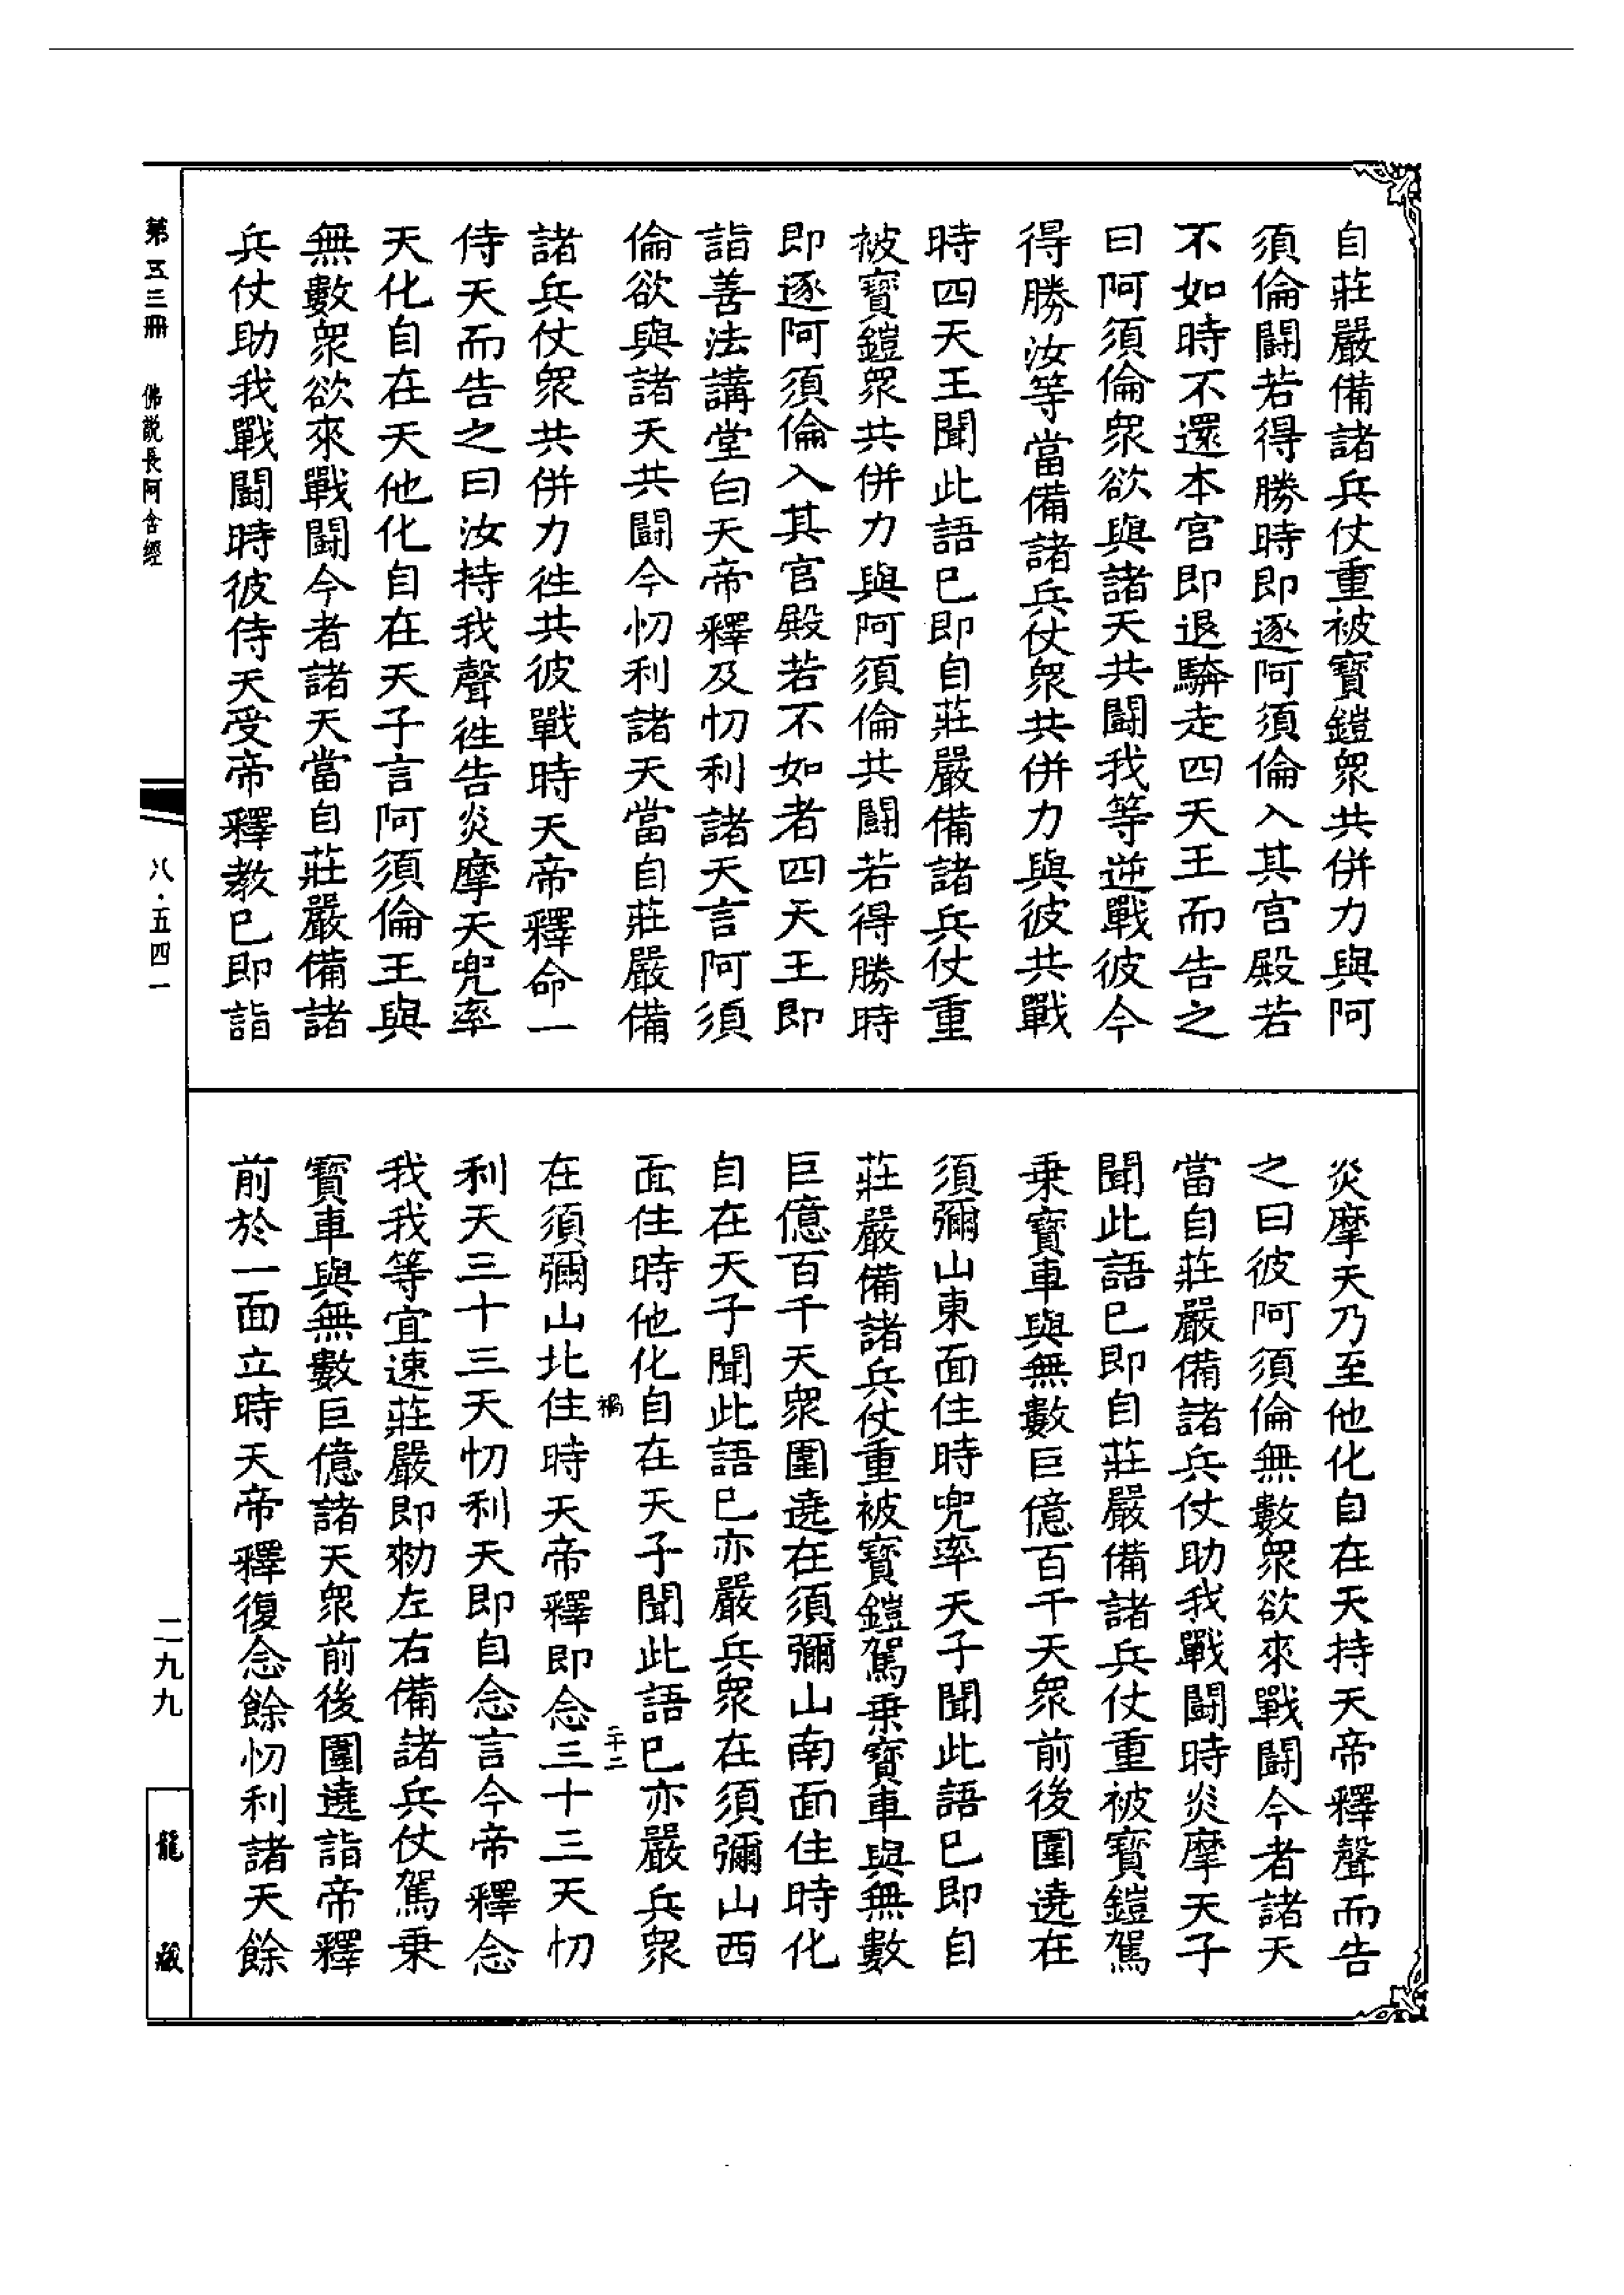 自莊嚴備諸兵仗重被寶鎧衆共併力與阿
須倫鬪若得勝時即逐阿須倫入其宮殿若
不如時不還本宮即退騲走四天王而告之
曰阿須倫衆欲與諸天共鬪我等逆戰彼今
得勝汝等當備諸兵仗衆共併力與彼共戰
時四天王聞此語已即自莊嚴備諸兵仗重
被寶鎧衆共併力與阿須倫共鬪若得勝時
即逐阿須倫入其宮殿若不如者四天王即
詣善法講堂白天帝釋及忉利諸天言阿須
倫欲與諸天共鬪今忉利諸天當自莊嚴備
諸兵仗衆共併力徃共彼戰時天帝釋命一
侍天而告之曰汝持我聲徃告炎摩天兜率
天化自在天他化自在天子言阿須倫王與
無數衆欲來戰鬪今者諸天當自莊嚴備諸
兵仗助我戰鬪時彼侍天受帝釋教已即詣
炎摩天乃至他化自在天持天帝釋聲而告
之曰彼阿須倫無數衆欲來戰鬪今者諸天
當自莊嚴備諸兵仗助我戰鬪時炎摩天子
聞此語已即自莊嚴備諸兵仗重被寶鎧駕
乗寶車與無數巨億百千天衆前後圍遶在
須彌山東面住時兜率天子聞此語已即自
莊嚴備諸兵仗重被寶鎧駕乗寶車與無數
巨億百千天衆圍遶在須彌山南面住時化
自在天子聞此語已亦嚴兵衆在須彌山西
面住時他化自在天子聞此語已亦嚴兵衆
二十二
在須彌山北住時天帝釋即念三十三天忉
利天三十三天忉利天即自念言今帝釋念
我我等宜速莊嚴即勑左右備諸兵仗駕乗
寶車與無數巨億諸天衆前後圍遶詣帝釋
前於一面立時天帝釋復念餘忉利諸天餘
第五三冊 佛説長阿含經
八·五四一
二九九
龍藏